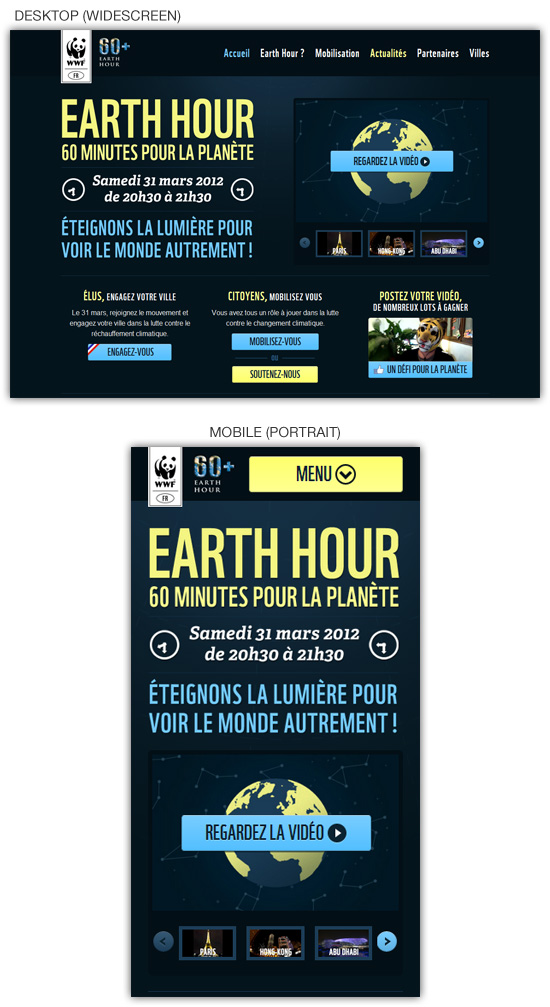 DESKTOP (WIDESCREEN)
WWF
FR
60+
EARTH
HOUR
Accueil Earth Hour ? Mobilisation Actualités Partenaires Villes
EARTH HOUR
60 MINUTES POUR LA PLANÈTE
Samedi 31 mars 2012
de 20h30 à 21h30
ÉTEIGNONS LA LUMIÈRE POUR
VOIR LE MONDE AUTREMENT !
REGARDEZ LA VIDÉO
PARIS HONG-KONG ABU DHABI
ÉLUS, ENGAGEZ VOTRE VILLE
Le 31 mars, rejoignez le mouvement et
engagez votre ville dans la lutte contre le
réchauffement climatique.
ENGAGEZ-VOUS
CITOYENS, MOBILISEZ VOUS
Vous avez tous un rôle à jouer dans la lutte
contre le changement climatique.
MOBILISEZ-VOUS
OU
SOUTENEZ-NOUS
POSTEZ VOTRE VIDÉO,
DE NOMBREUX LOTS À GAGNER
UN DÉFI POUR LA PLANÈTE
MOBILE (PORTRAIT)
WWF
FR
60+
EARTH
HOUR
MENU
EARTH HOUR
60 MINUTES POUR LA PLANÈTE
Samedi 31 mars 2012
de 20h30 à 21h30
ÉTEIGNONS LA LUMIÈRE POUR
VOIR LE MONDE AUTREMENT !
REGARDEZ LA VIDÉO
PARIS HONG-KONG ABU DHABI